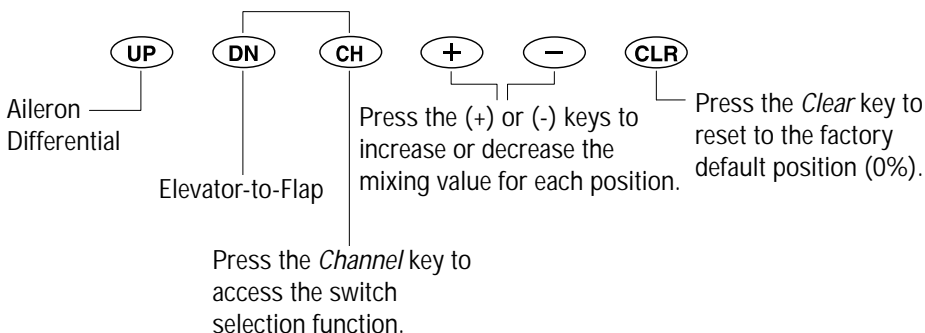 UP DN CH + − CLR
Aileron
Differential
Elevator-to-Flap
Press the Channel key to
access the switch
selection function.
Press the (+) or (-) keys to
increase or decrease the
mixing value for each position.
Press the Clear key to
reset to the factory
default position (0%).